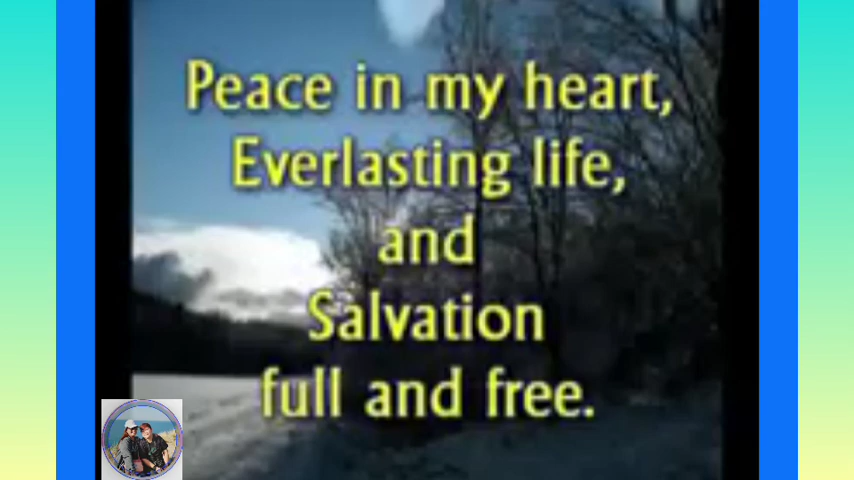 Peace in my heart,
Everlasting life,
and
Salvation
full and free.